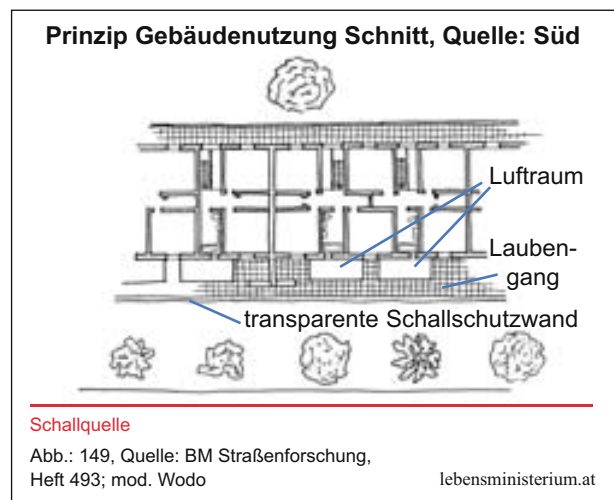 Prinzip Gebäudenutzung Schnitt, Quelle: Süd
Luftraum
Lauben-
gang
transparente Schallschutzwand
Schallquelle
Abb.: 149, Quelle: BM Straßenforschung,
Heft 493; mod. Wodo
lebensministerium.at